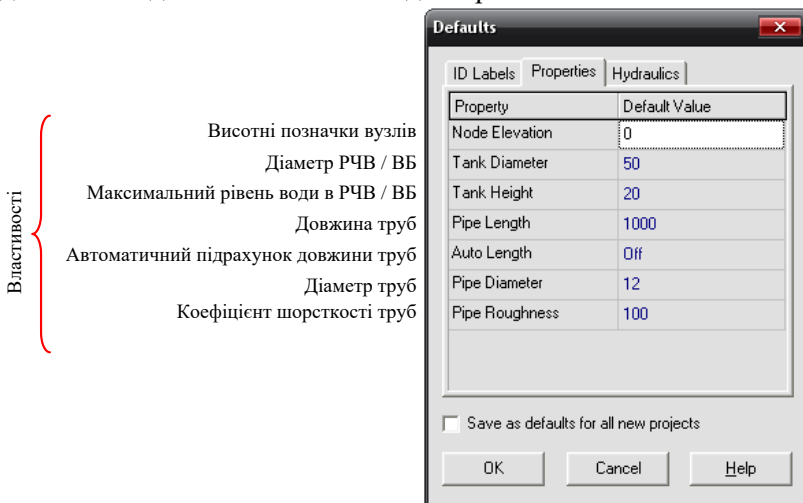 Defaults
ID Labels Properties Hydraulics
Property Default Value
Властивості
Висотні позначки вузлів Node Elevation 0
Діаметр РЧВ / ВБ Tank Diameter 50
Максимальний рівень води в РЧВ / ВБ Tank Height 20
Довжина труб Pipe Length 1000
Автоматичний підрахунок довжини труб Auto Length Off
Діаметр труб Pipe Diameter 12
Коефіцієнт шорсткості труб Pipe Roughness 100
Save as defaults for all new projects
OK Cancel Help